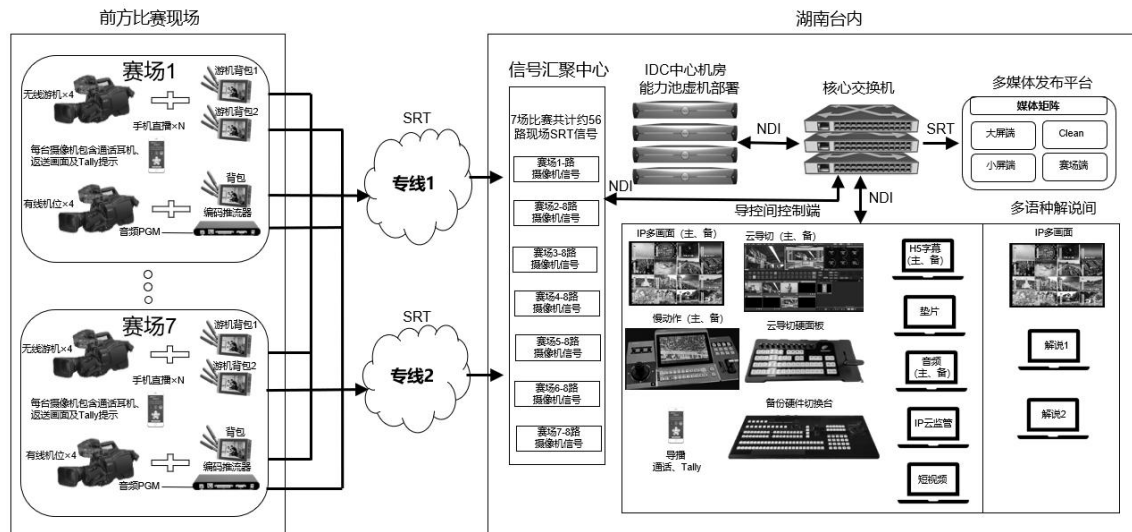 前方比赛现场
赛场1
无线游机×4
游机背包1
游机背包2
手机直播×N
每台摄像机包含通话耳机、
返送画面及Tally提示
有线机位×4
背包
编码推流器
音频PGM
赛场7
无线游机×4
游机背包1
游机背包2
手机直播×N
每台摄像机包含通话耳机、
返送画面及Tally提示
有线机位×4
背包
编码推流器
音频PGM
SRT
专线1
SRT
专线2
湖南台内
信号汇聚中心
7场比赛共计约56
路现场SRT信号
赛场1-路
摄像机信号
赛场2-8路
摄像机信号
赛场3-8路
摄像机信号
赛场4-8路
摄像机信号
赛场5-8路
摄像机信号
赛场6-8路
摄像机信号
赛场7-8路
摄像机信号
IDC中心机房
能力池虚机部署
NDI
核心交换机
SRT
多媒体发布平台
媒体矩阵
大屏端
Clean
小屏端
赛场端
NDI
NDI
导控间控制端
IP多画面（主、备）
云导切（主、备）
慢动作（主、备）
云导切硬面板
备份硬件切换台
导播
通话、Tally
H5字幕
(主、备)
垫片
音频
(主、备)
IP云监管
短视频
多语种解说间
IP多画面
解说1
解说2